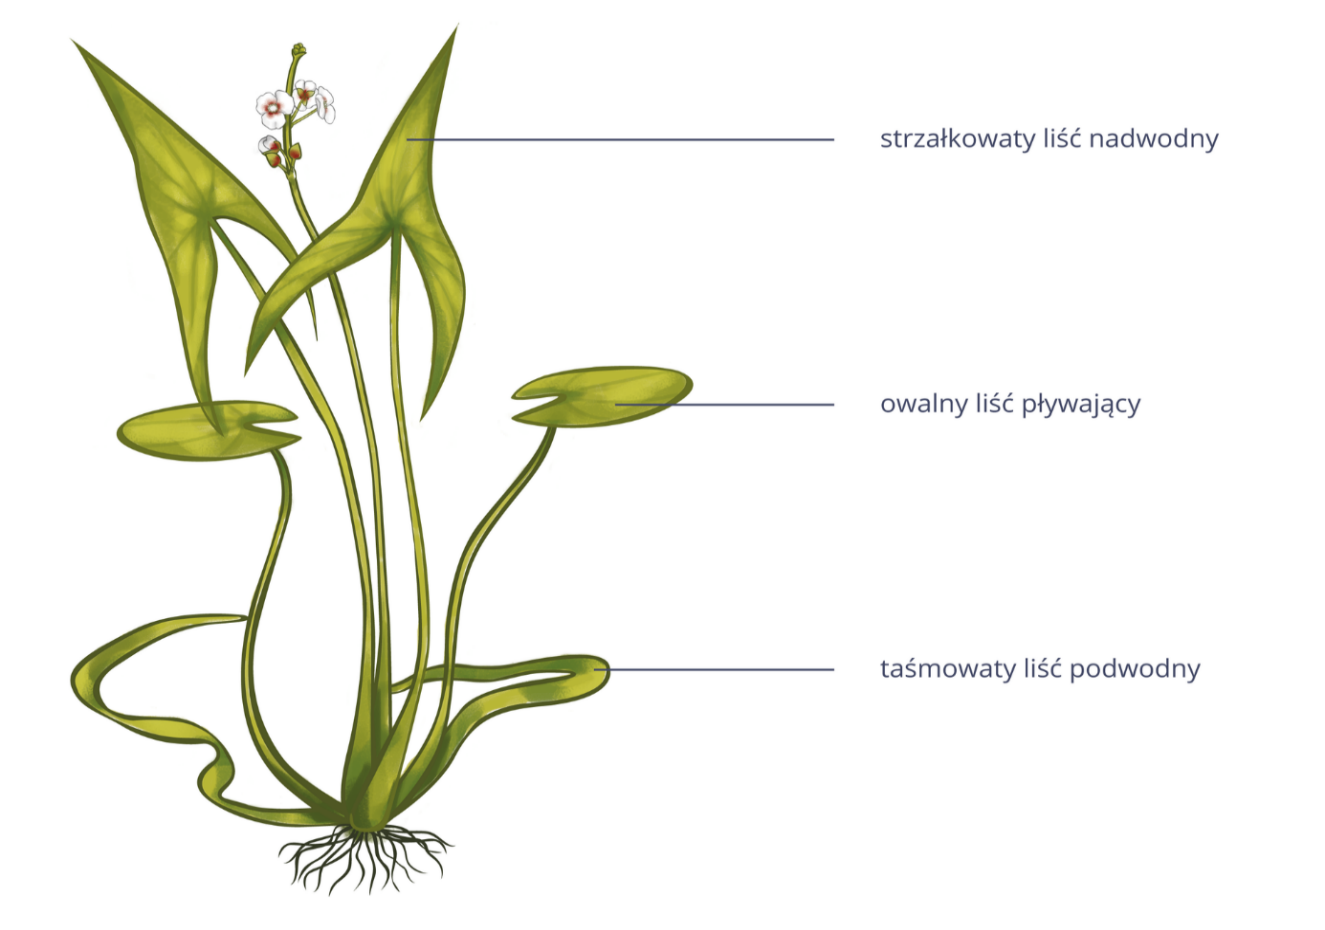 strzałkowaty liść nadwodny
owalny liść pływający
taśmowaty liść podwodny